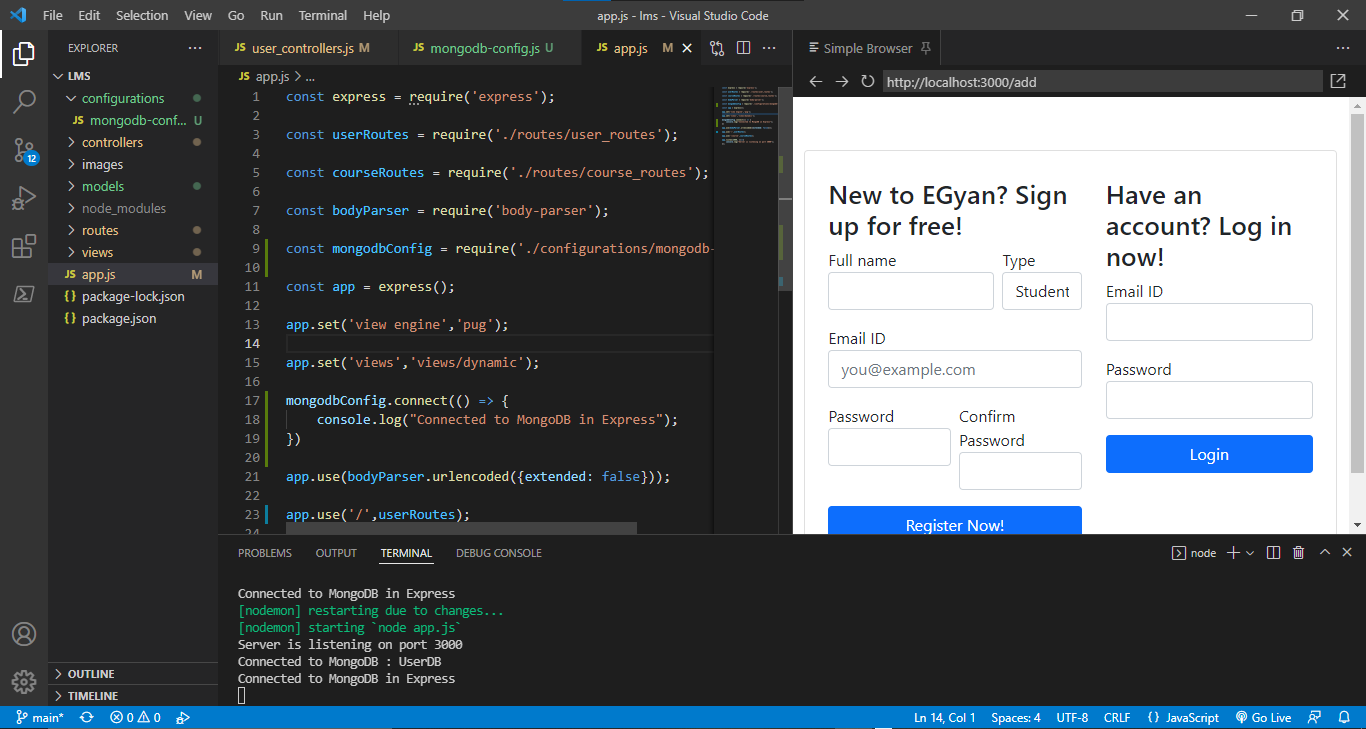 File Edit Selection View Go Run Terminal Help
app.js - lms - Visual Studio Code
EXPLORER
LMS
configurations
JS mongodb-conf... U
controllers
images
models
node_modules
routes
views
JS app.js M
{} package-lock.json
{} package.json
OUTLINE
TIMELINE
12
JS user_controllers.js M
JS mongodb-config.js U
JS app.js M
JS app.js > ...
1 const express = require('express');
2
3 const userRoutes = require('./routes/user_routes');
4
5 const courseRoutes = require('./routes/course_routes');
6
7 const bodyParser = require('body-parser');
8
9 const mongodbConfig = require('./configurations/mongodb-
10
11 const app = express();
12
13 app.set('view engine','pug');
14
15 app.set('views','views/dynamic');
16
17 mongodbConfig.connect(() => {
18 console.log("Connected to MongoDB in Express");
19 })
20
21 app.use(bodyParser.urlencoded({extended: false}));
22
23 app.use('/',userRoutes);
24
Simple Browser
http://localhost:3000/add
New to EGyan? Sign
up for free!
Full name
Type
Student
Email ID
you@example.com
Password
Confirm
Password
Register Now!
Have an
account? Log in
now!
Email ID
Password
Login
PROBLEMS OUTPUT TERMINAL DEBUG CONSOLE
node
Connected to MongoDB in Express
[nodemon] restarting due to changes...
[nodemon] starting `node app.js`
Server is listening on port 3000
Connected to MongoDB : UserDB
Connected to MongoDB in Express
main* 0 0
Ln 14, Col 1 Spaces: 4 UTF-8 CRLF {} JavaScript Go Live